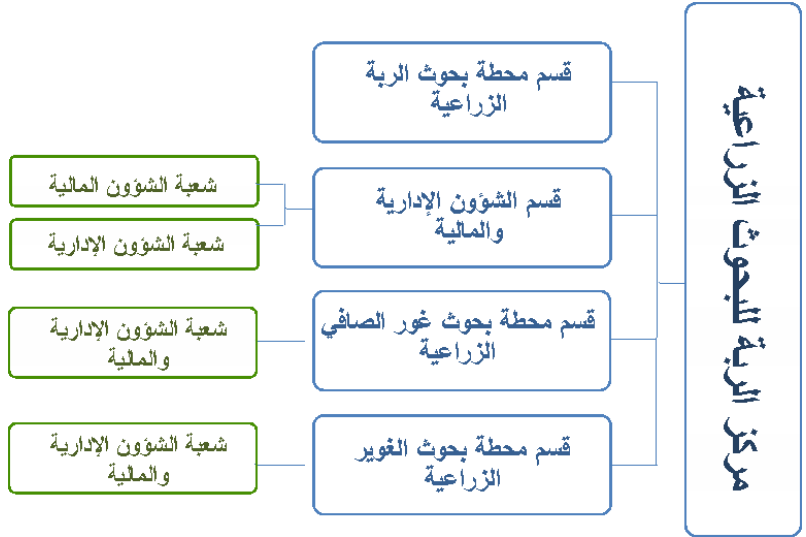 مركز الربة للبحوث الزراعية
قسم محطة بحوث الربة
الزراعية
قسم الشؤون الإدارية
والمالية
شعبة الشؤون المالية
شعبة الشؤون الإدارية
قسم محطة بحوث غور الصافي
الزراعية
شعبة الشؤون الإدارية
والمالية
قسم محطة بحوث الغوير
الزراعية
شعبة الشؤون الإدارية
والمالية